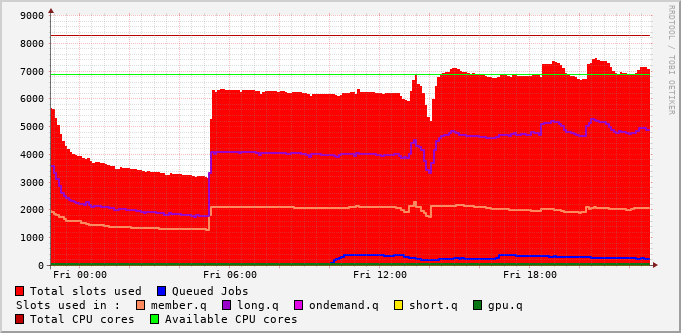 9000
8000
7000
6000
5000
4000
3000
2000
1000
0
Fri 00:00 Fri 06:00 Fri 12:00 Fri 18:00
RRDTOOL / TOBI OETIKER
Total slots used Queued Jobs
Slots used in : member.q long.q ondemand.q short.q gpu.q
Total CPU cores Available CPU cores